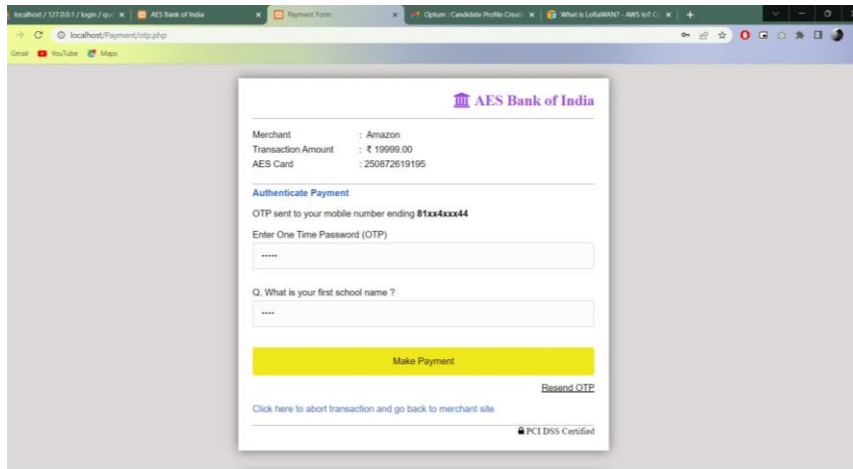 localhost / 127.0.0.1 / login / qu
AES Bank of India
Payment Form
Optum : Candidate Profile Creati
What is LoRaWAN? - AWS IoT Co
localhost/Payment/otp.php
Gmail
YouTube
Maps
AES Bank of India
Merchant : Amazon
Transaction Amount : ₹ 19999.00
AES Card : 250872619195
Authenticate Payment
OTP sent to your mobile number ending 81xx4xxx44
Enter One Time Password (OTP)
Q. What is your first school name ?
Make Payment
Resend OTP
Click here to abort transaction and go back to merchant site
PCI DSS Certified